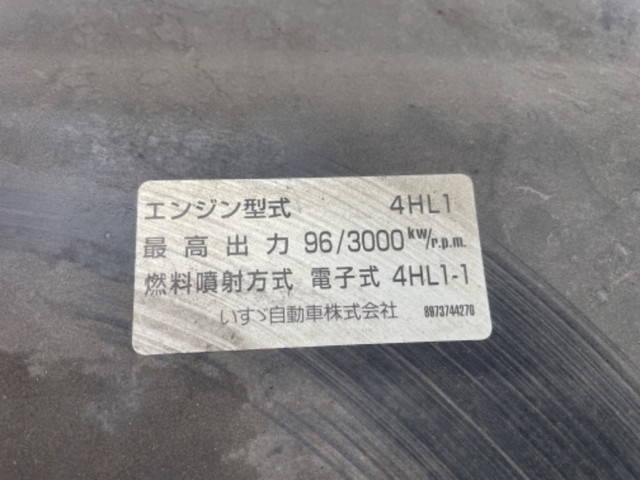 エンジン型式 4HL1
最高出力 96/3000 kw/r.p.m.
燃料噴射方式 電子式 4HL1-1
いすゞ自動車株式会社 8973744270